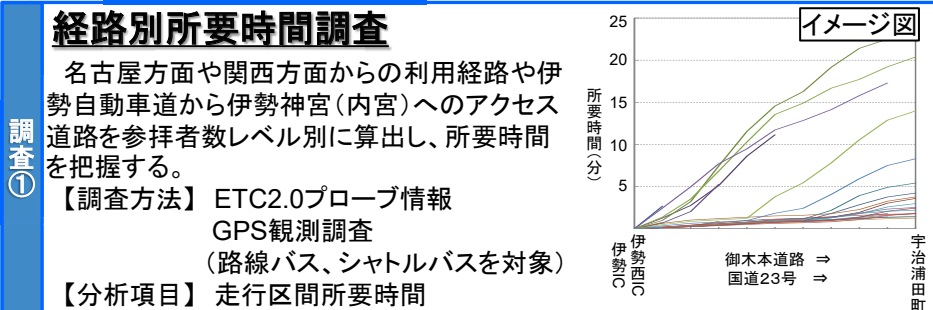 調査①
経路別所要時間調査
名古屋方面や関西方面からの利用経路や伊
勢自動車道から伊勢神宮(内宮)へのアクセス
道路を参拝者数レベル別に算出し、所要時間
を把握する。
【調査方法】 ETC2.0プローブ情報
GPS観測調査
(路線バス、シャトルバスを対象)
【分析項目】 走行区間所要時間
イメージ図
所要時間(分)
25
20
15
10
5
伊勢西IC
伊勢IC
御木本道路 ⇒
国道23号 ⇒
宇治浦田町